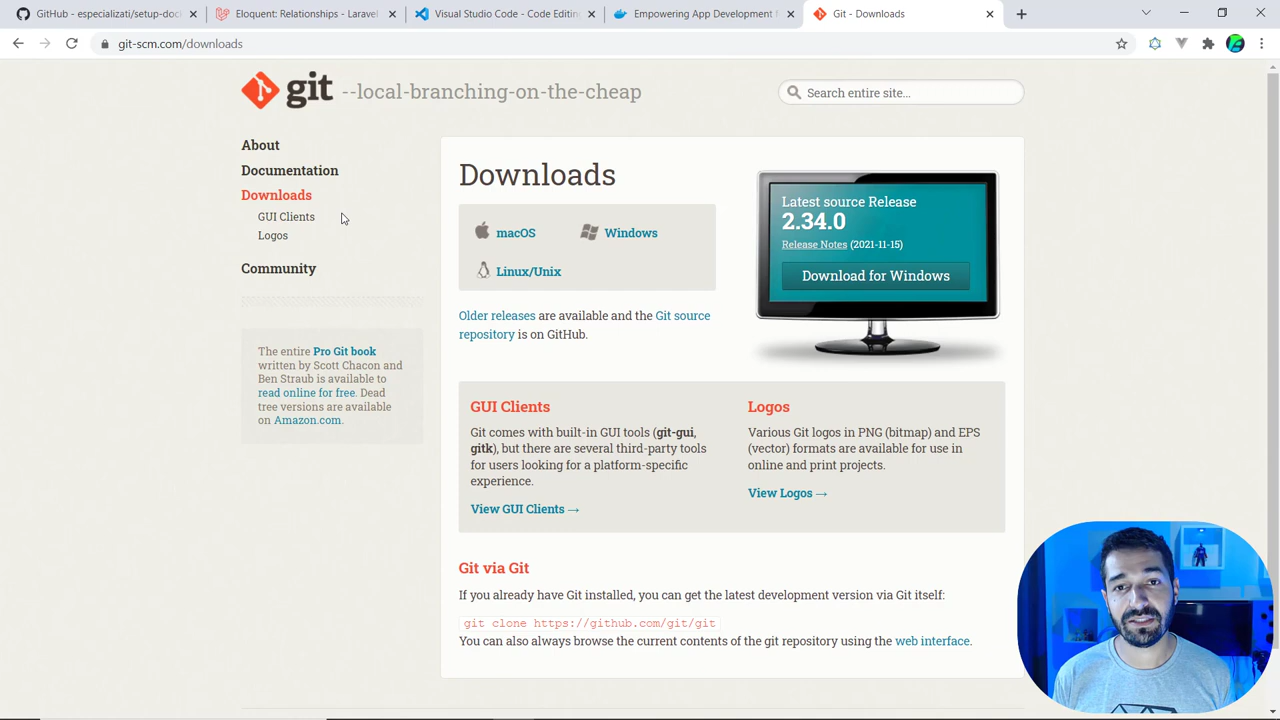 GitHub - especializati/setup-doc
Eloquent: Relationships - Laravel
Visual Studio Code - Code Editing
Empowering App Development f
Git - Downloads
git-scm.com/downloads
git --local-branching-on-the-cheap
Search entire site...
About
Documentation
Downloads
GUI Clients
Logos
Community
The entire Pro Git book
written by Scott Chacon and
Ben Straub is available to
read online for free. Dead
tree versions are available
on Amazon.com.
Downloads
macOS
Windows
Linux/Unix
Older releases are available and the Git source
repository is on GitHub.
Latest source Release
2.34.0
Release Notes (2021-11-15)
Download for Windows
GUI Clients
Git comes with built-in GUI tools (git-gui,
gitk), but there are several third-party tools
for users looking for a platform-specific
experience.
View GUI Clients →
Logos
Various Git logos in PNG (bitmap) and EPS
(vector) formats are available for use in
online and print projects.
View Logos →
Git via Git
If you already have Git installed, you can get the latest development version via Git itself:
git clone https://github.com/git/git
You can also always browse the current contents of the git repository using the web interface.